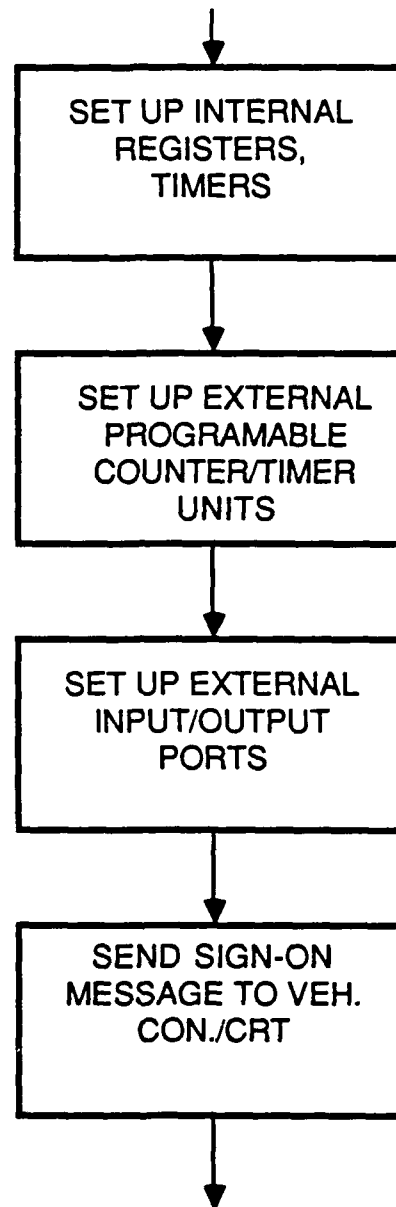 SET UP INTERNAL
REGISTERS,
TIMERS
SET UP EXTERNAL
PROGRAMABLE
COUNTER/TIMER
UNITS
SET UP EXTERNAL
INPUT/OUTPUT
PORTS
SEND SIGN-ON
MESSAGE TO VEH.
CON./CRT